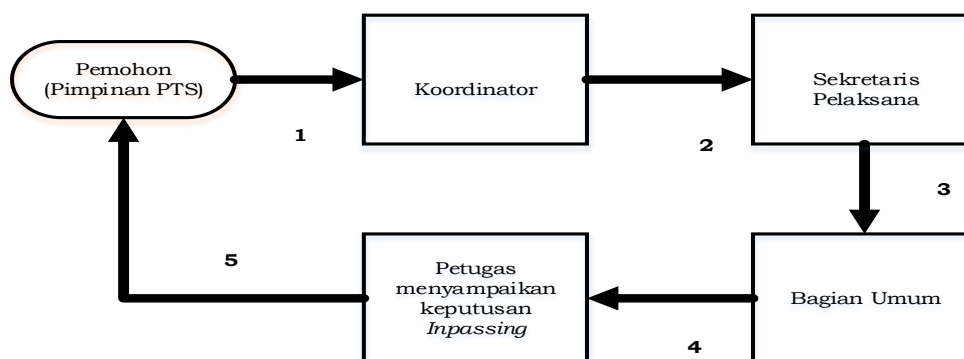 Pemohon
(Pimpinan PTS)
1
Koordinator
2
Sekretaris
Pelaksana
3
Bagian Umum
4
Petugas
menyampaikan
keputusan
Inpassing
5